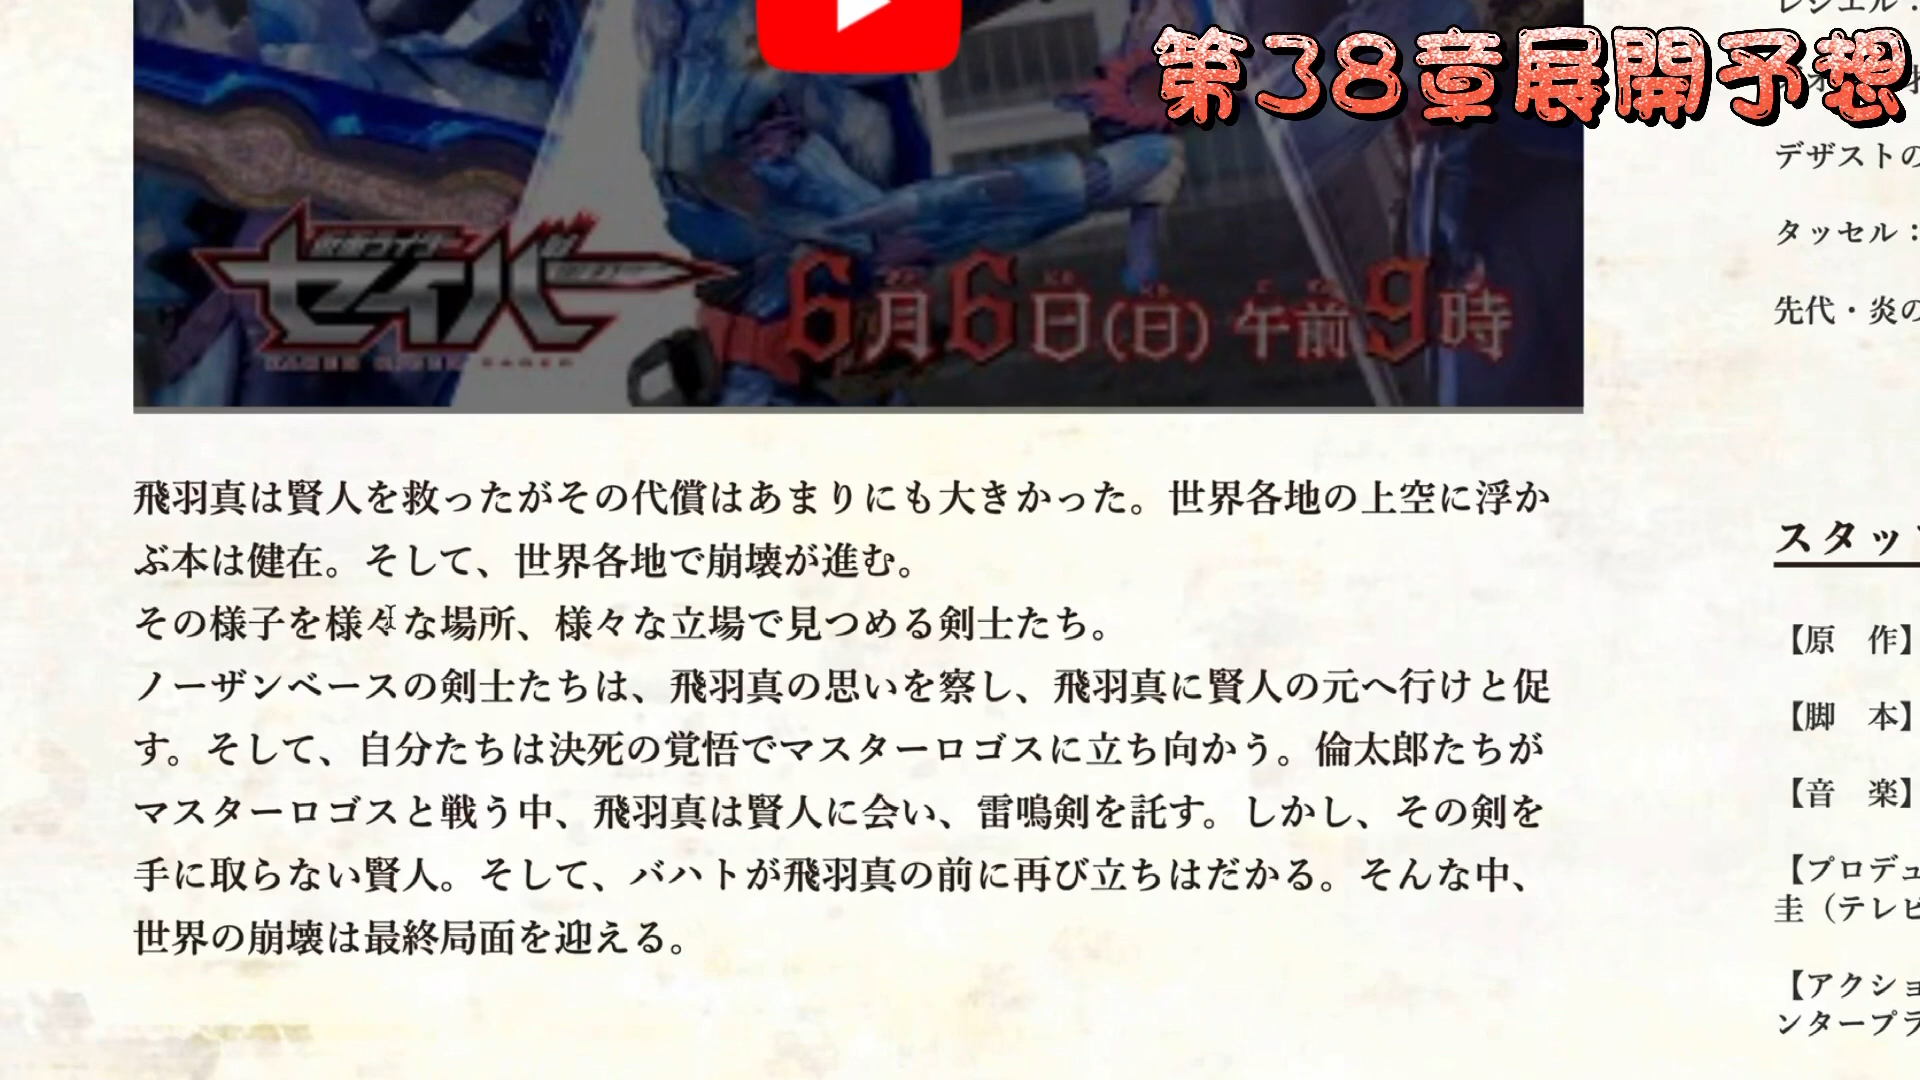 レジエル：
第38章展開予想
デザストの
タッセル：
先代・炎の
仮面ライダー
セイバー
6月6日(日) 午前9時
飛羽真は賢人を救ったがその代償はあまりにも大きかった。世界各地の上空に浮か
ぶ本は健在。そして、世界各地で崩壊が進む。
その様子を様々な場所、様々な立場で見つめる剣士たち。
ノーザンベースの剣士たちは、飛羽真の思いを察し、飛羽真に賢人の元へ行けと促
す。そして、自分たちは決死の覚悟でマスターロゴスに立ち向かう。倫太郎たちが
マスターロゴスと戦う中、飛羽真は賢人に会い、雷鳴剣を託す。しかし、その剣を
手に取らない賢人。そして、バハトが飛羽真の前に再び立ちはだかる。そんな中、
世界の崩壊は最終局面を迎える。
スタッ
【原　作】
【脚　本】
【音　楽】
【プロデュ
圭（テレビ
【アクショ
ンタープラ